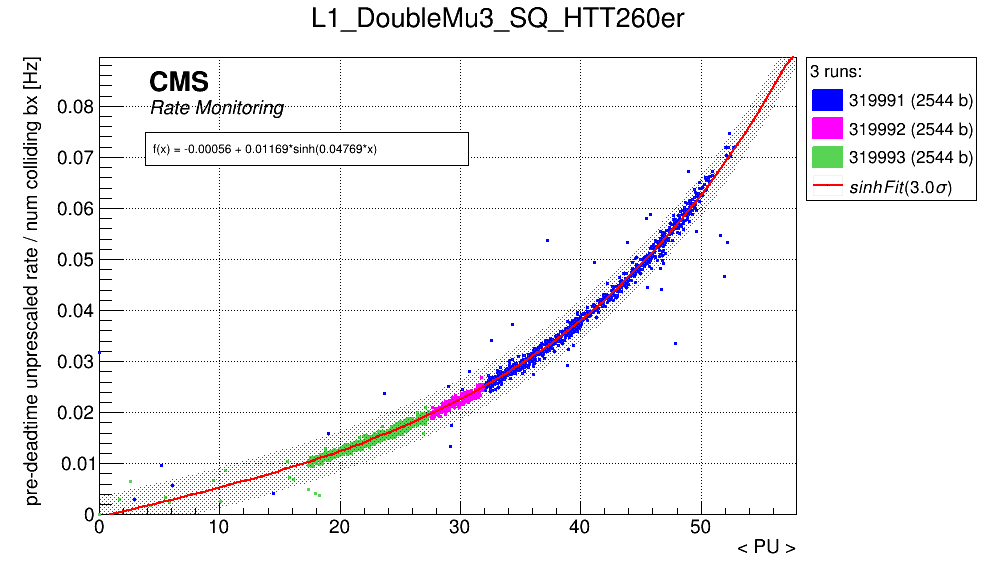 L1_DoubleMu3_SQ_HTT260er
pre-deadtime unprescaled rate / num colliding bx [Hz]
CMS
Rate Monitoring
f(x) = -0.00056 + 0.01169*sinh(0.04769*x)
0.08
0.07
0.06
0.05
0.04
0.03
0.02
0.01
0
0 10 20 30 40 50
< PU >
3 runs:
319991 (2544 b)
319992 (2544 b)
319993 (2544 b)
sinhFit(3.0σ)